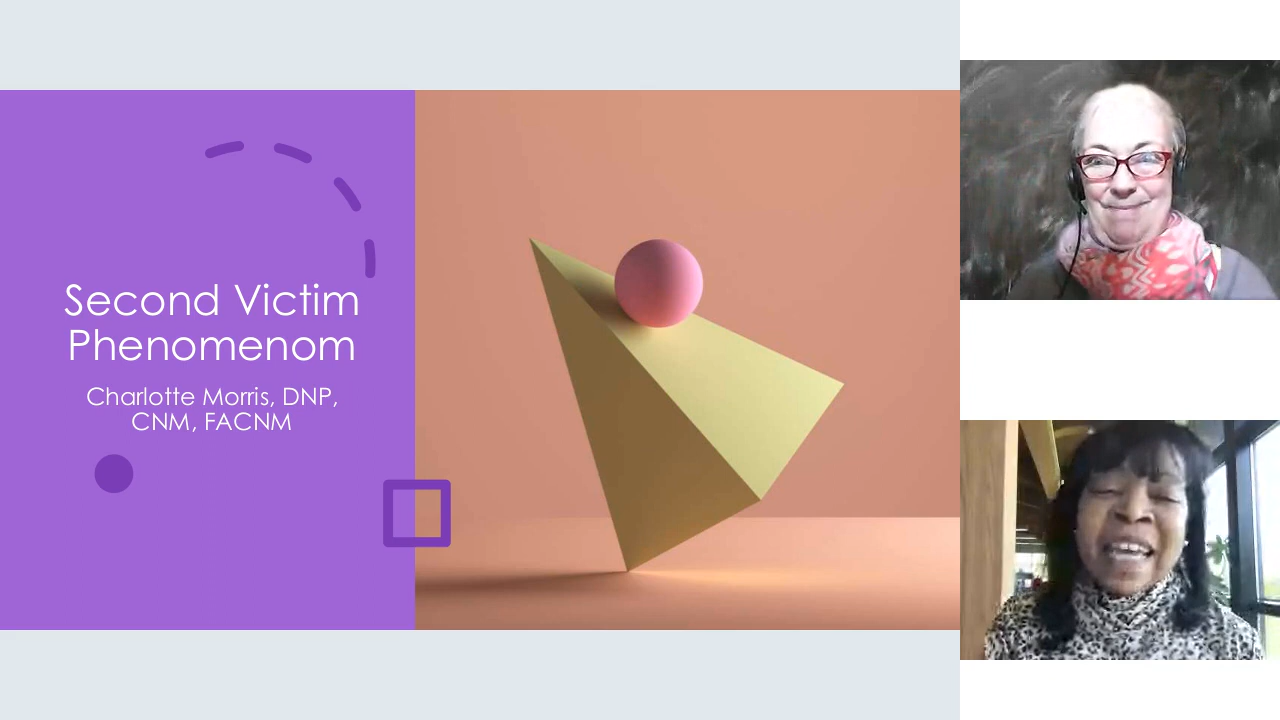 Second Victim
Phenomenom
Charlotte Morris, DNP,
CNM, FACNM